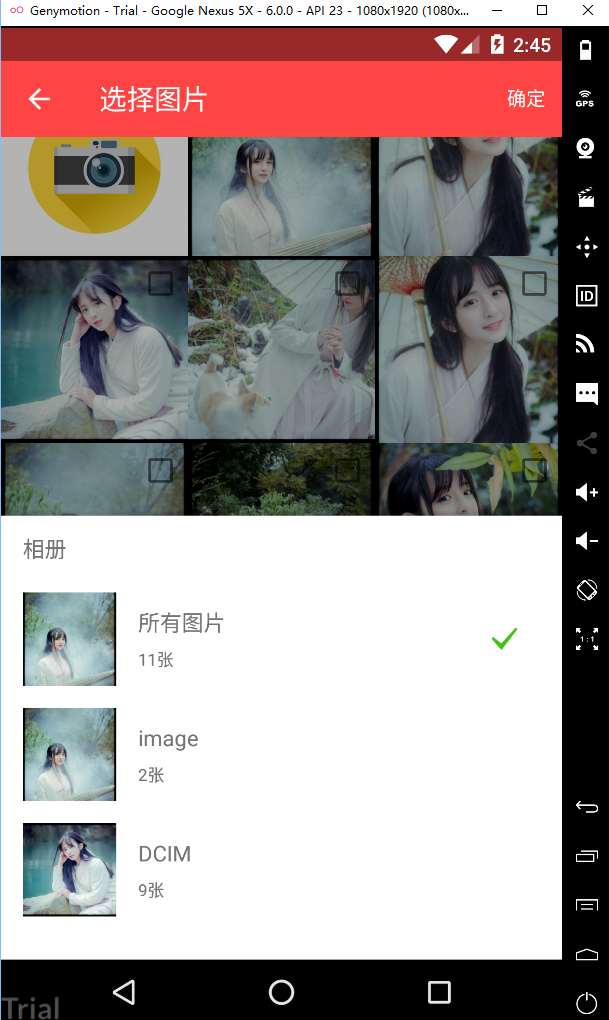 Genymotion - Trial - Google Nexus 5X - 6.0.0 - API 23 - 1080x1920 (1080x...
2:45
选择图片
确定
GPS
ID
1:1
相册
所有图片
11张
image
2张
DCIM
9张
Trial